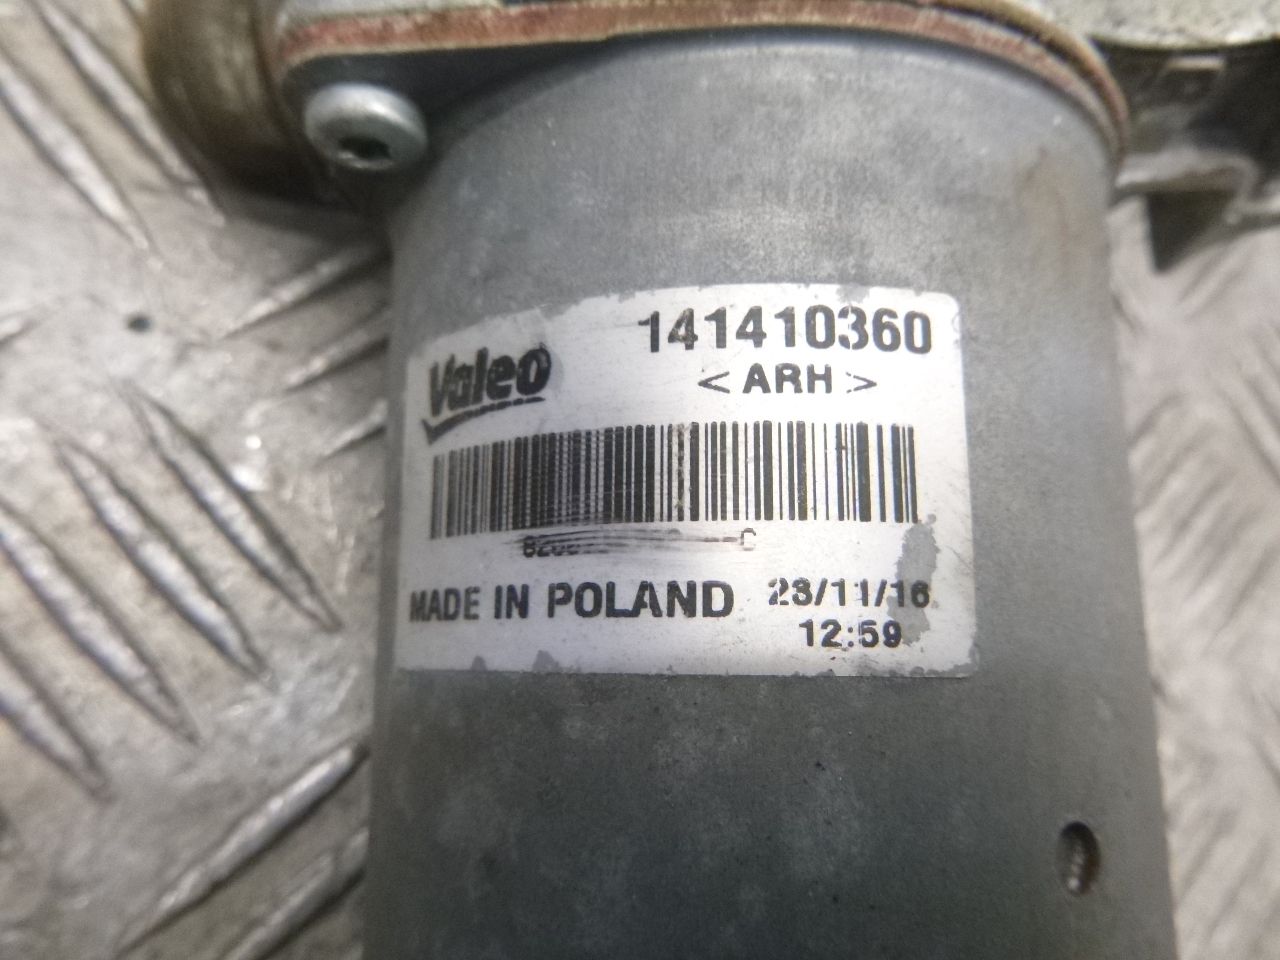 Valeo
141410360
< ARH >
MADE IN POLAND
23/11/16
12:59